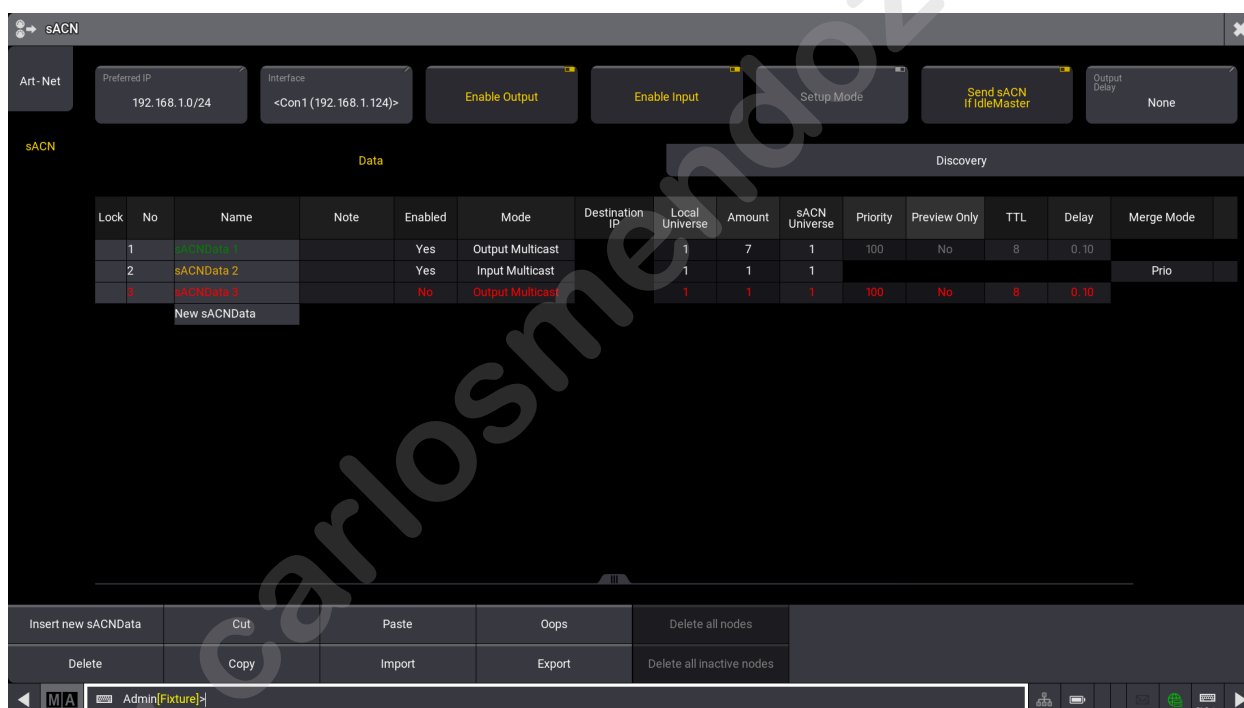 sACN
Art-Net
sACN
Preferred IP
192.168.1.0/24
Interface
<Con1 (192.168.1.124)>
Enable Output
Enable Input
Setup Mode
Send sACN
If IdleMaster
Output
Delay
None
Data
Discovery
Lock No Name Note Enabled Mode Destination IP Local Universe Amount sACN Universe Priority Preview Only TTL Delay Merge Mode
1 sACNData 1 Yes Output Multicast 1 7 1 100 No 8 0.10
2 sACNData 2 Yes Input Multicast 1 1 1 Prio
3 sACNData 3 No Output Multicast 1 1 1 100 No 8 0.10
New sACNData
Insert new sACNData Cut Paste Oops Delete all nodes
Delete Copy Import Export Delete all inactive nodes
MA Admin[Fixture]>